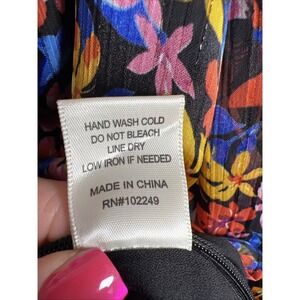 HAND WASH COLD
DO NOT BLEACH
LINE DRY
LOW IRON IF NEEDED
MADE IN CHINA
RN#102249